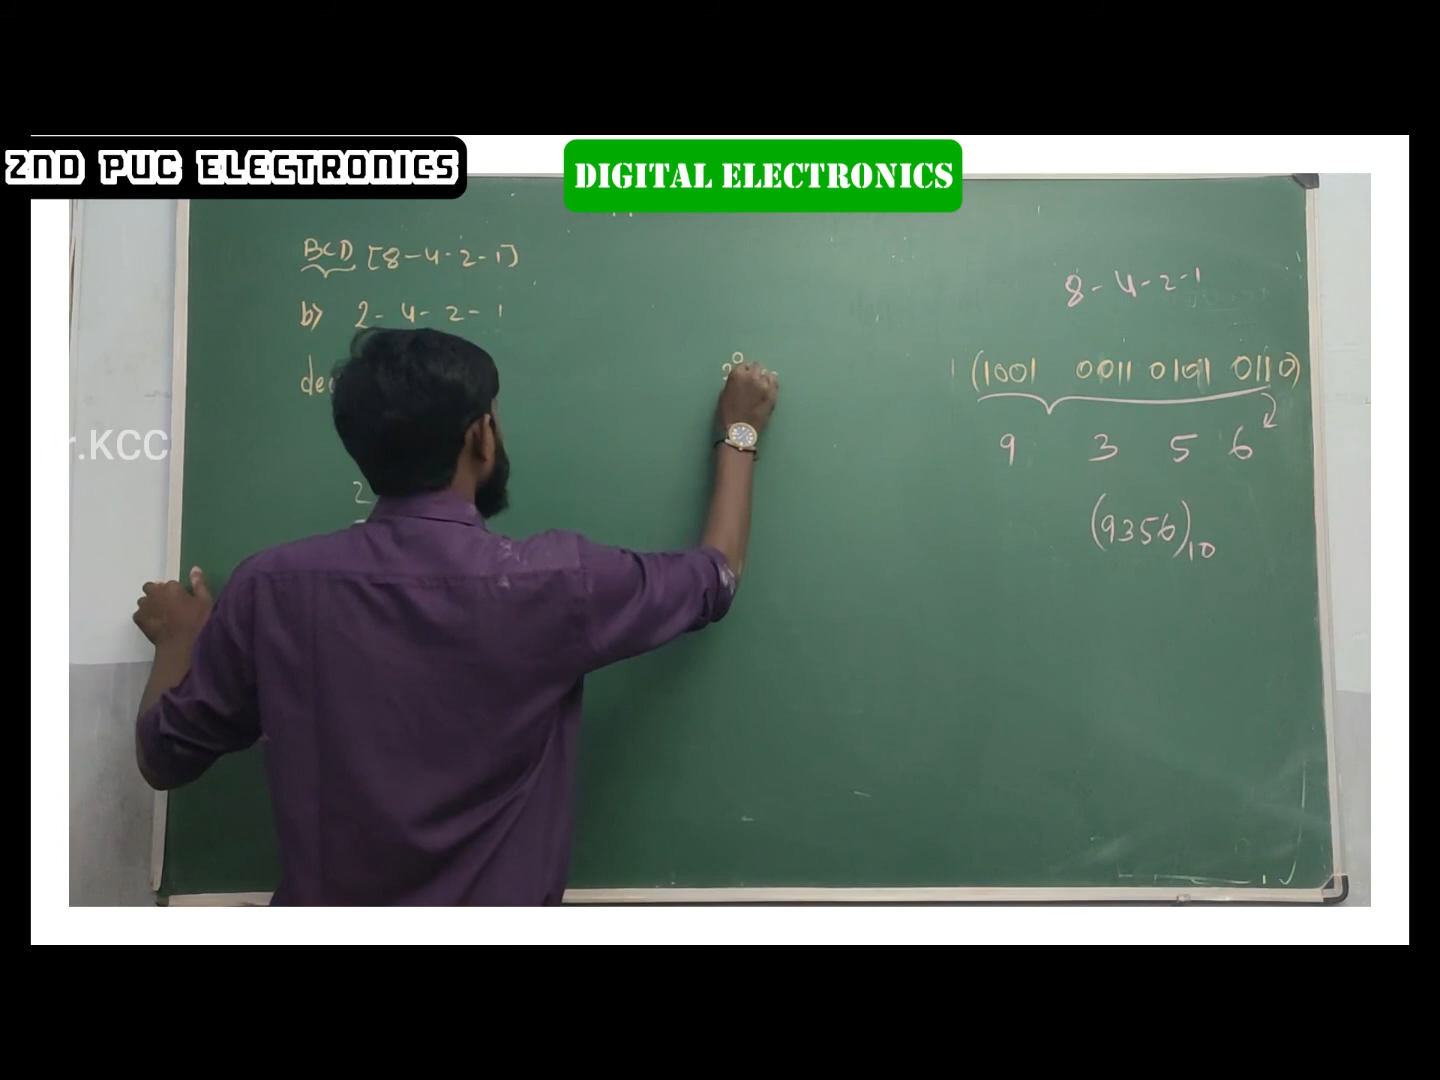 2ND PUC ELECTRONICS
DIGITAL ELECTRONICS
BCD [8-4-2-1]
b) 2-4-2-1
8-4-2-1
(1001 0011 0101 0110)
9 3 5 6
(9356)10
2
r.KCC